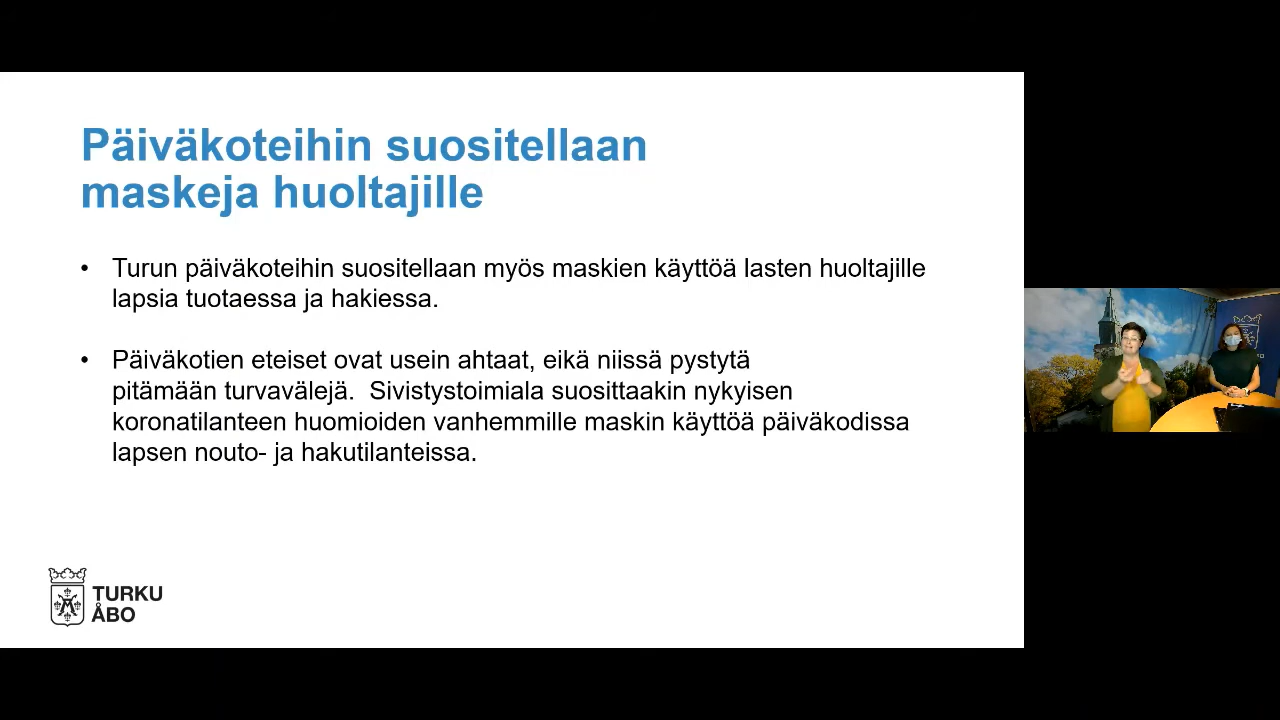 Päiväkoteihin suositellaan
maskeja huoltajille
• Turun päiväkoteihin suositellaan myös maskien käyttöä lasten huoltajille
lapsia tuotaessa ja hakiessa.
• Päiväkotien eteiset ovat usein ahtaat, eikä niissä pystytä
pitämään turvavälejä.  Sivistystoimiala suosittaakin nykyisen
koronatilanteen huomioiden vanhemmille maskin käyttöä päiväkodissa
lapsen nouto- ja hakutilanteissa.
TURKU
ÅBO